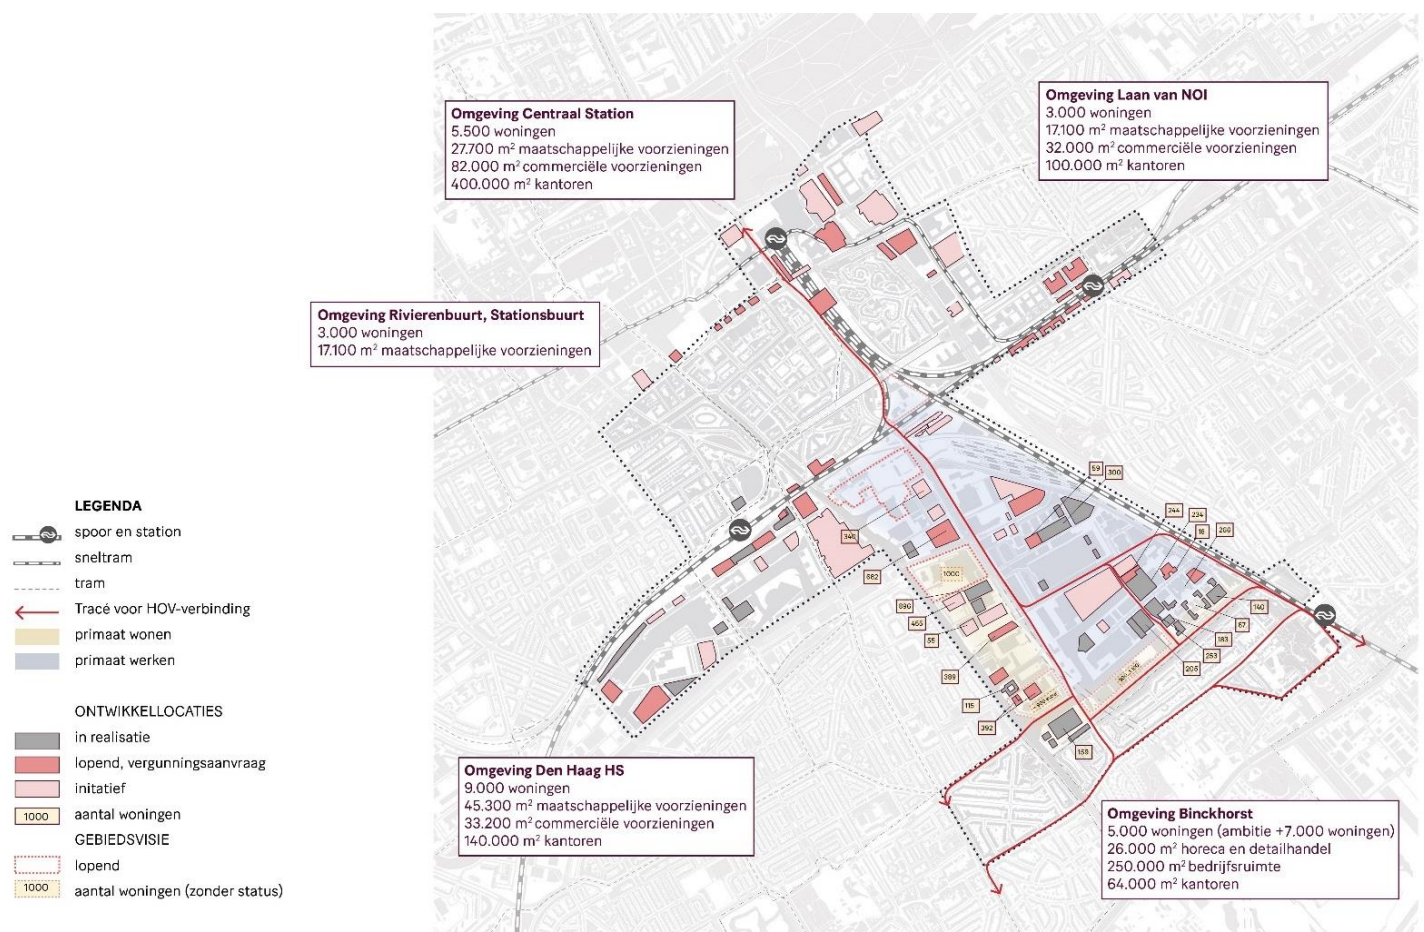 Omgeving Centraal Station
5.500 woningen
27.700 m² maatschappelijke voorzieningen
82.000 m² commerciële voorzieningen
400.000 m² kantoren
Omgeving Laan van NOI
3.000 woningen
17.100 m² maatschappelijke voorzieningen
32.000 m² commerciële voorzieningen
100.000 m² kantoren
Omgeving Rivierenbuurt, Stationsbuurt
3.000 woningen
17.100 m² maatschappelijke voorzieningen
59
300
244
234
16
266
340
882
1000
696
455
55
389
115
392
158
140
67
183
253
205
LEGENDA
spoor en station
sneltram
tram
Tracé voor HOV-verbinding
primaat wonen
primaat werken
ONTWIKKELLOCATIES
in realisatie
lopend, vergunningsaanvraag
initatief
1000 aantal woningen
GEBIEDSVISIE
lopend
1000 aantal woningen (zonder status)
Omgeving Den Haag HS
9.000 woningen
45.300 m² maatschappelijke voorzieningen
33.200 m² commerciële voorzieningen
140.000 m² kantoren
Omgeving Binckhorst
5.000 woningen (ambitie +7.000 woningen)
26.000 m² horeca en detailhandel
250.000 m² bedrijfsruimte
64.000 m² kantoren